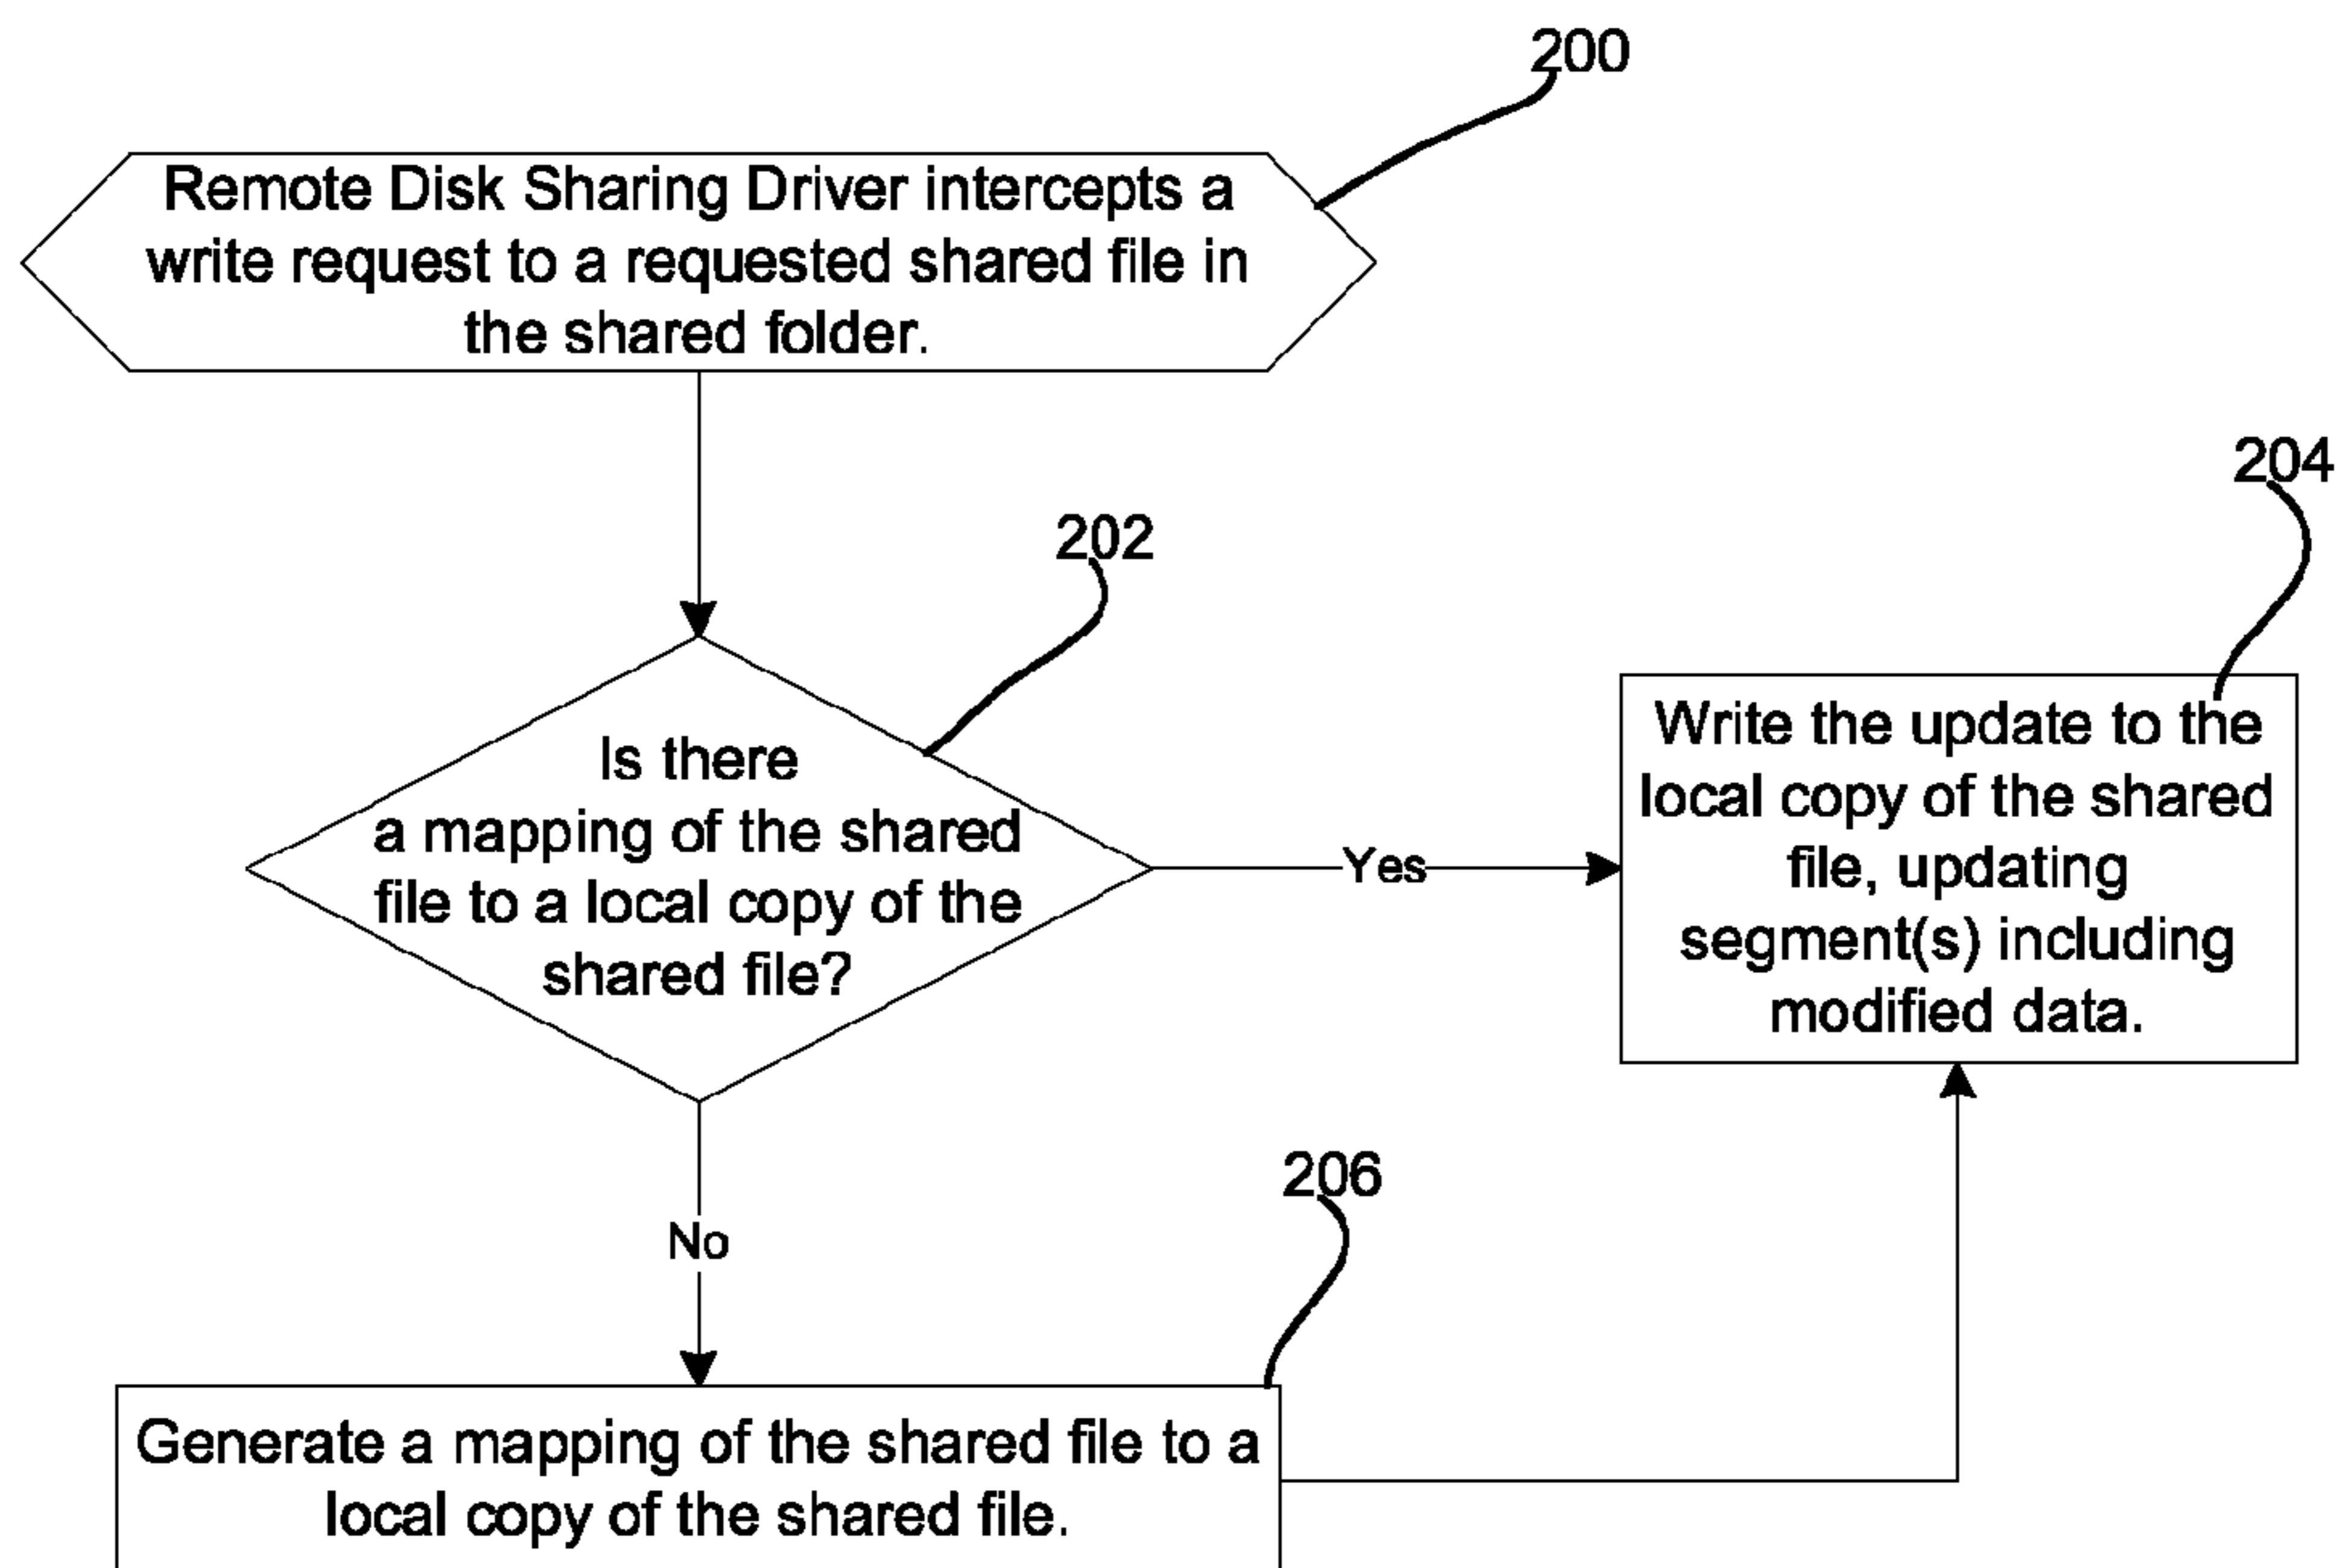 200
Remote Disk Sharing Driver intercepts a
write request to a requested shared file in
the shared folder.
202
Is there
a mapping of the shared
file to a local copy of the
shared file?
Yes
204
Write the update to the
local copy of the shared
file, updating
segment(s) including
modified data.
No
206
Generate a mapping of the shared file to a
local copy of the shared file.